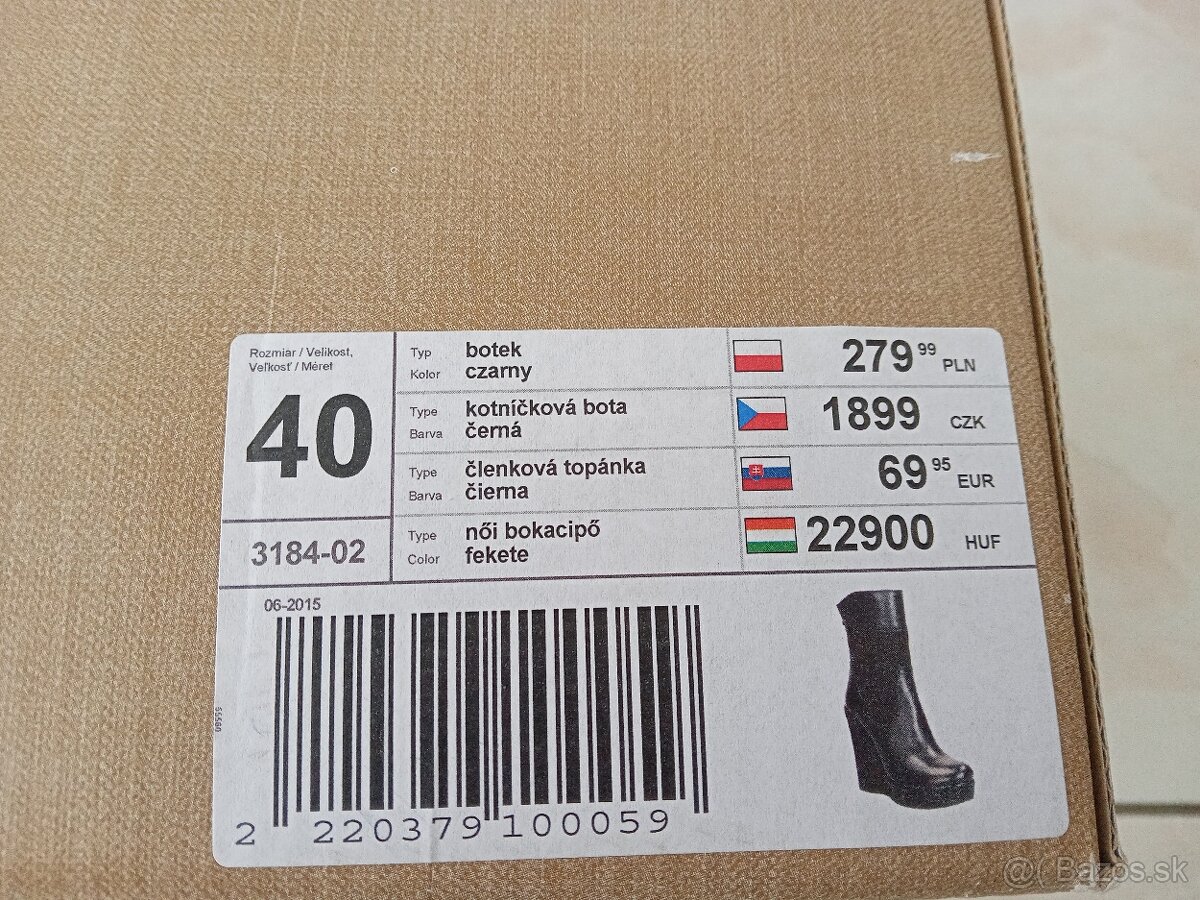 Rozmiar / Velikost,
Veľkosť / Méret
40
3184-02
Typ botek
Kolor czarny
279 99 PLN
Type kotníčková bota
Barva černá
1899 CZK
Type členková topánka
Barva čierna
69 95 EUR
Type női bokacipő
Color fekete
22900 HUF
06-2015
2 220379 100059
@( Bazos.sk